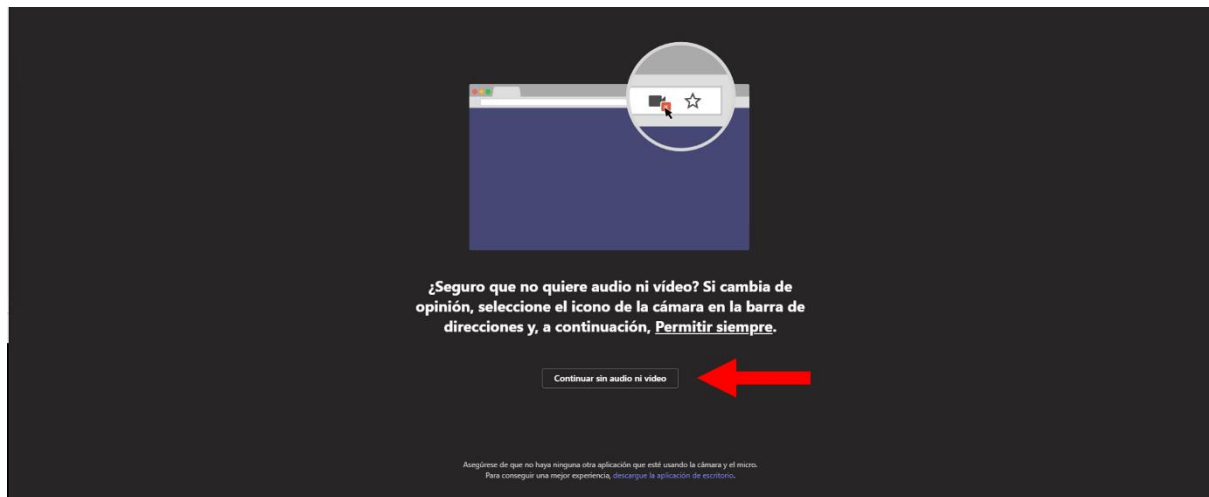 ¿Seguro que no quiere audio ni vídeo? Si cambia de
opinión, seleccione el icono de la cámara en la barra de
direcciones y, a continuación, Permitir siempre.
Continuar sin audio ni vídeo
Asegúrese de que no haya ninguna otra aplicación que esté usando la cámara y el micro.
Para conseguir una mejor experiencia, descargue la aplicación de escritorio.